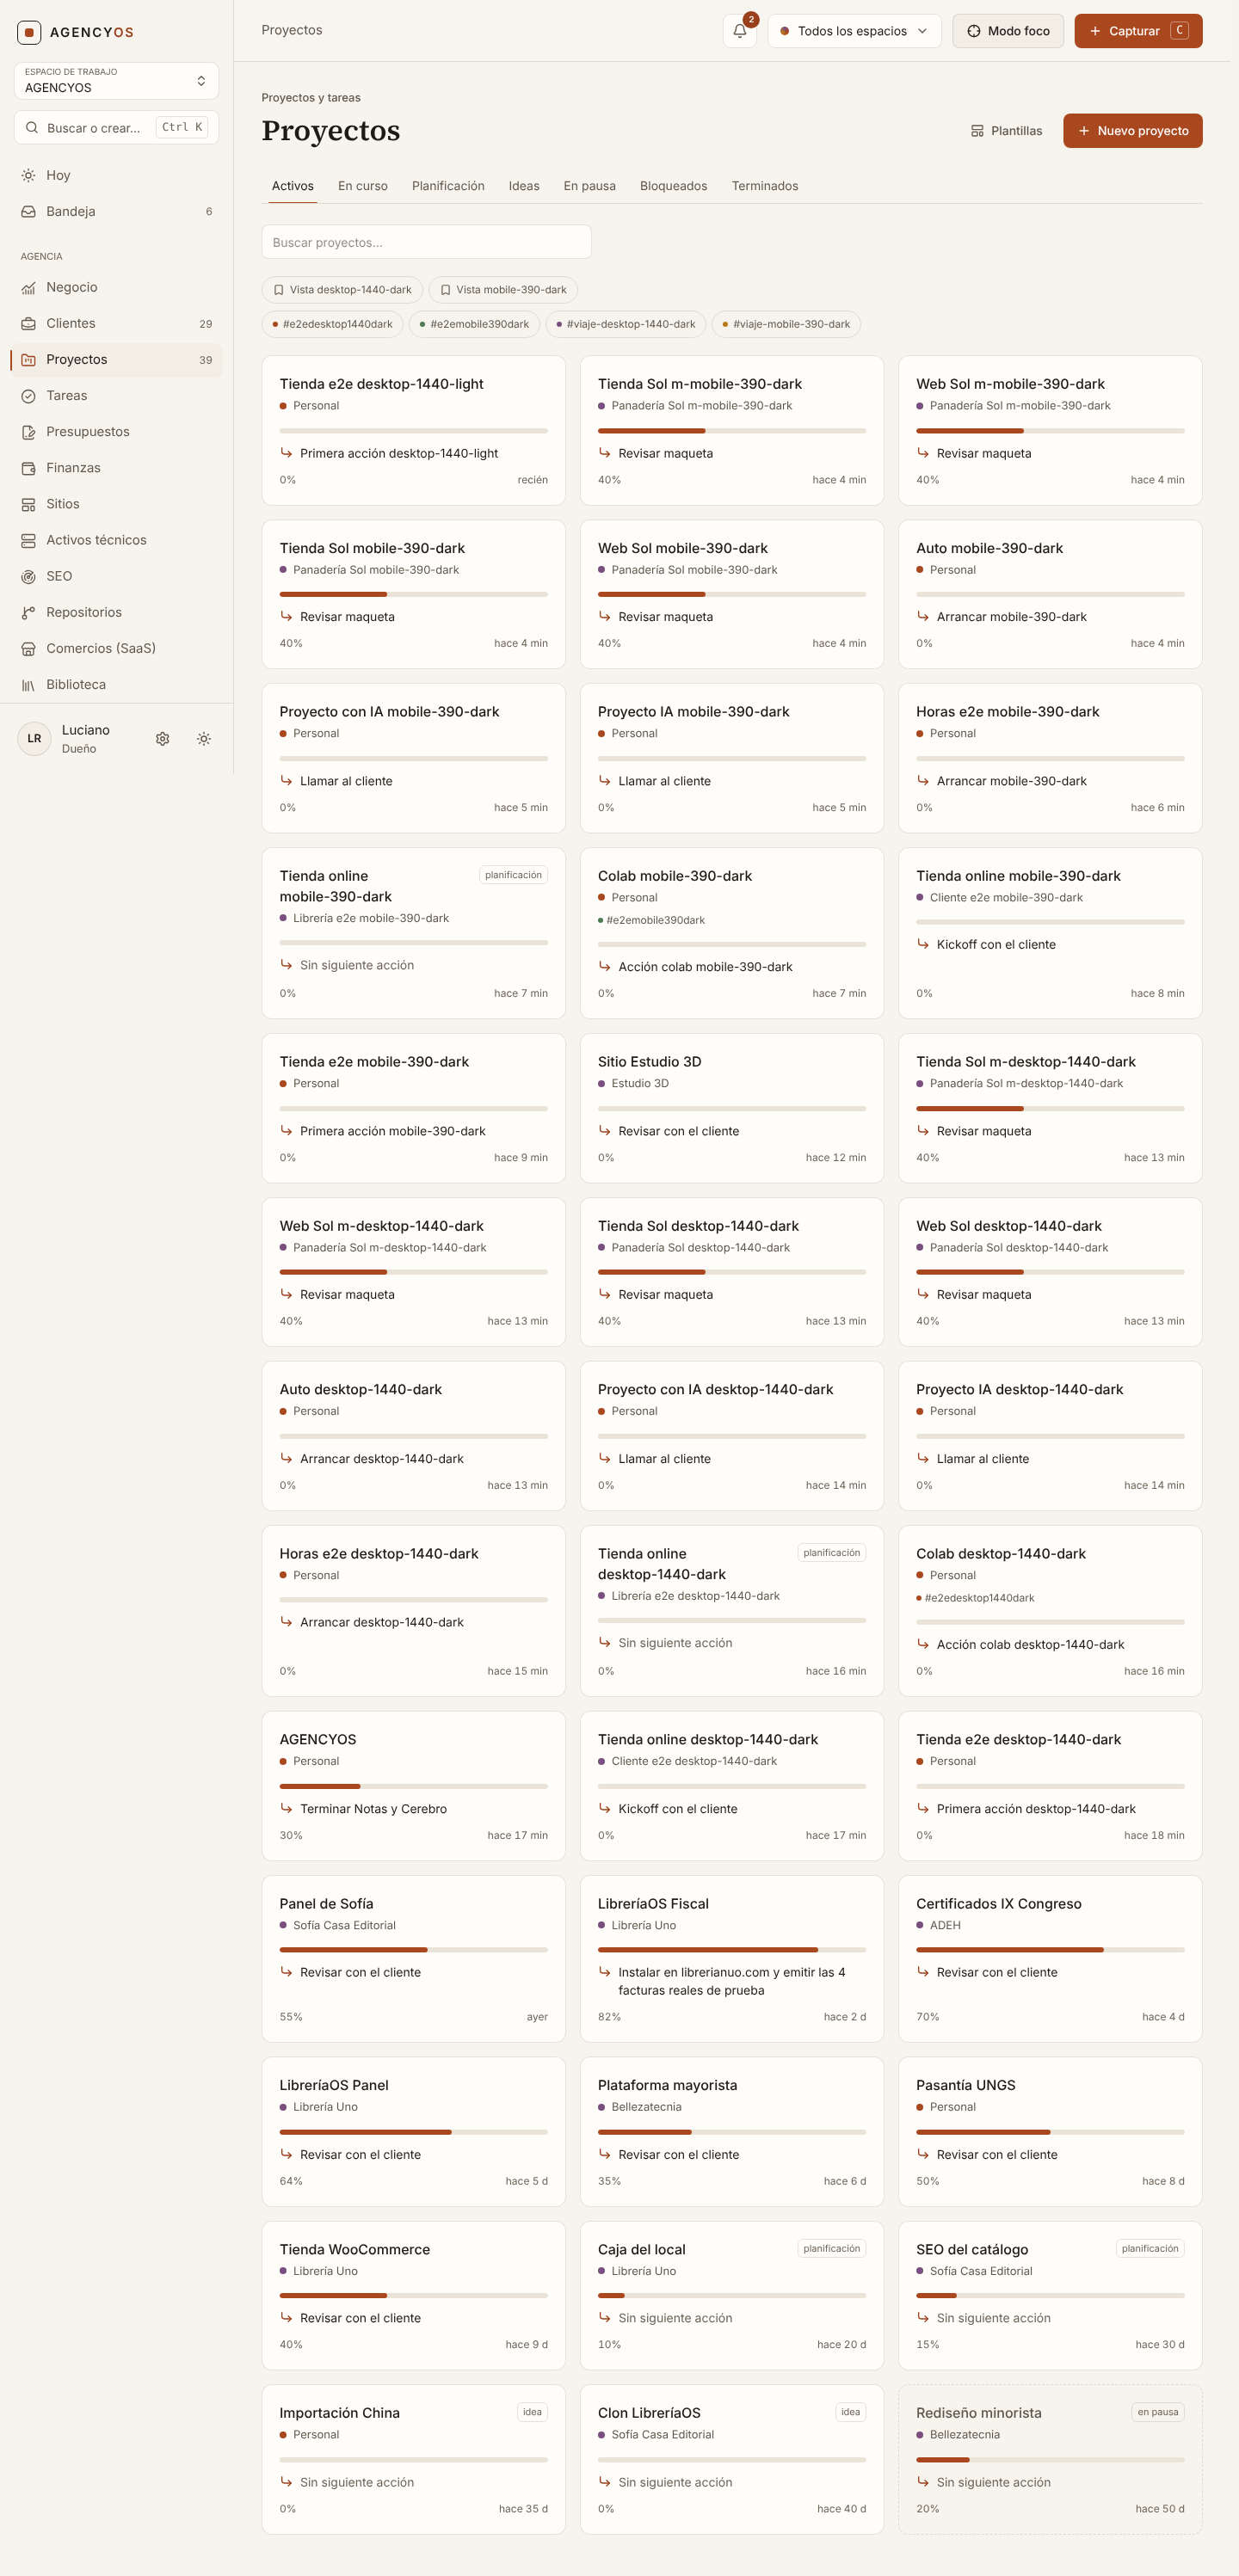 AGENCYOS
ESPACIO DE TRABAJO
AGENCYOS
Buscar o crear... Ctrl K
Hoy
Bandeja 6
AGENCIA
Negocio
Clientes 29
Proyectos 39
Tareas
Presupuestos
Finanzas
Sitios
Activos técnicos
SEO
Repositorios
Comercios (SaaS)
Biblioteca
LR
Luciano
Dueño
Proyectos
2
Todos los espacios
Modo foco
Capturar C
Proyectos y tareas
Proyectos
Plantillas
Nuevo proyecto
Activos En curso Planificación Ideas En pausa Bloqueados Terminados
Buscar proyectos...
Vista desktop-1440-dark Vista mobile-390-dark
#e2edesktop1440dark #e2emobile390dark #viaje-desktop-1440-dark #viaje-mobile-390-dark
Tienda e2e desktop-1440-light
Personal
Primera acción desktop-1440-light
0% recién
Tienda Sol m-mobile-390-dark
Panadería Sol m-mobile-390-dark
Revisar maqueta
40% hace 4 min
Web Sol m-mobile-390-dark
Panadería Sol m-mobile-390-dark
Revisar maqueta
40% hace 4 min
Tienda Sol mobile-390-dark
Panadería Sol mobile-390-dark
Revisar maqueta
40% hace 4 min
Web Sol mobile-390-dark
Panadería Sol mobile-390-dark
Revisar maqueta
40% hace 4 min
Auto mobile-390-dark
Personal
Arrancar mobile-390-dark
0% hace 4 min
Proyecto con IA mobile-390-dark
Personal
Llamar al cliente
0% hace 5 min
Proyecto IA mobile-390-dark
Personal
Llamar al cliente
0% hace 5 min
Horas e2e mobile-390-dark
Personal
Arrancar mobile-390-dark
0% hace 6 min
Tienda online planificación
mobile-390-dark
Librería e2e mobile-390-dark
Sin siguiente acción
0% hace 7 min
Colab mobile-390-dark
Personal
#e2emobile390dark
Acción colab mobile-390-dark
0% hace 7 min
Tienda online mobile-390-dark
Cliente e2e mobile-390-dark
Kickoff con el cliente
0% hace 8 min
Tienda e2e mobile-390-dark
Personal
Primera acción mobile-390-dark
0% hace 9 min
Sitio Estudio 3D
Estudio 3D
Revisar con el cliente
0% hace 12 min
Tienda Sol m-desktop-1440-dark
Panadería Sol m-desktop-1440-dark
Revisar maqueta
40% hace 13 min
Web Sol m-desktop-1440-dark
Panadería Sol m-desktop-1440-dark
Revisar maqueta
40% hace 13 min
Tienda Sol desktop-1440-dark
Panadería Sol desktop-1440-dark
Revisar maqueta
40% hace 13 min
Web Sol desktop-1440-dark
Panadería Sol desktop-1440-dark
Revisar maqueta
40% hace 13 min
Auto desktop-1440-dark
Personal
Arrancar desktop-1440-dark
0% hace 13 min
Proyecto con IA desktop-1440-dark
Personal
Llamar al cliente
0% hace 14 min
Proyecto IA desktop-1440-dark
Personal
Llamar al cliente
0% hace 14 min
Horas e2e desktop-1440-dark
Personal
Arrancar desktop-1440-dark
0% hace 15 min
Tienda online planificación
desktop-1440-dark
Librería e2e desktop-1440-dark
Sin siguiente acción
0% hace 16 min
Colab desktop-1440-dark
Personal
#e2edesktop1440dark
Acción colab desktop-1440-dark
0% hace 16 min
AGENCYOS
Personal
Terminar Notas y Cerebro
30% hace 17 min
Tienda online desktop-1440-dark
Cliente e2e desktop-1440-dark
Kickoff con el cliente
0% hace 17 min
Tienda e2e desktop-1440-dark
Personal
Primera acción desktop-1440-dark
0% hace 18 min
Panel de Sofía
Sofía Casa Editorial
Revisar con el cliente
55% ayer
LibreríaOS Fiscal
Librería Uno
Instalar en librerianuo.com y emitir las 4
facturas reales de prueba
82% hace 2 d
Certificados IX Congreso
ADEH
Revisar con el cliente
70% hace 4 d
LibreríaOS Panel
Librería Uno
Revisar con el cliente
64% hace 5 d
Plataforma mayorista
Bellezatecnia
Revisar con el cliente
35% hace 6 d
Pasantía UNGS
Personal
Revisar con el cliente
50% hace 8 d
Tienda WooCommerce
Librería Uno
Revisar con el cliente
40% hace 9 d
Caja del local planificación
Librería Uno
Sin siguiente acción
10% hace 20 d
SEO del catálogo planificación
Sofía Casa Editorial
Sin siguiente acción
15% hace 30 d
Importación China idea
Personal
Sin siguiente acción
0% hace 35 d
Clon LibreríaOS idea
Sofía Casa Editorial
Sin siguiente acción
0% hace 40 d
Rediseño minorista en pausa
Bellezatecnia
Sin siguiente acción
20% hace 50 d